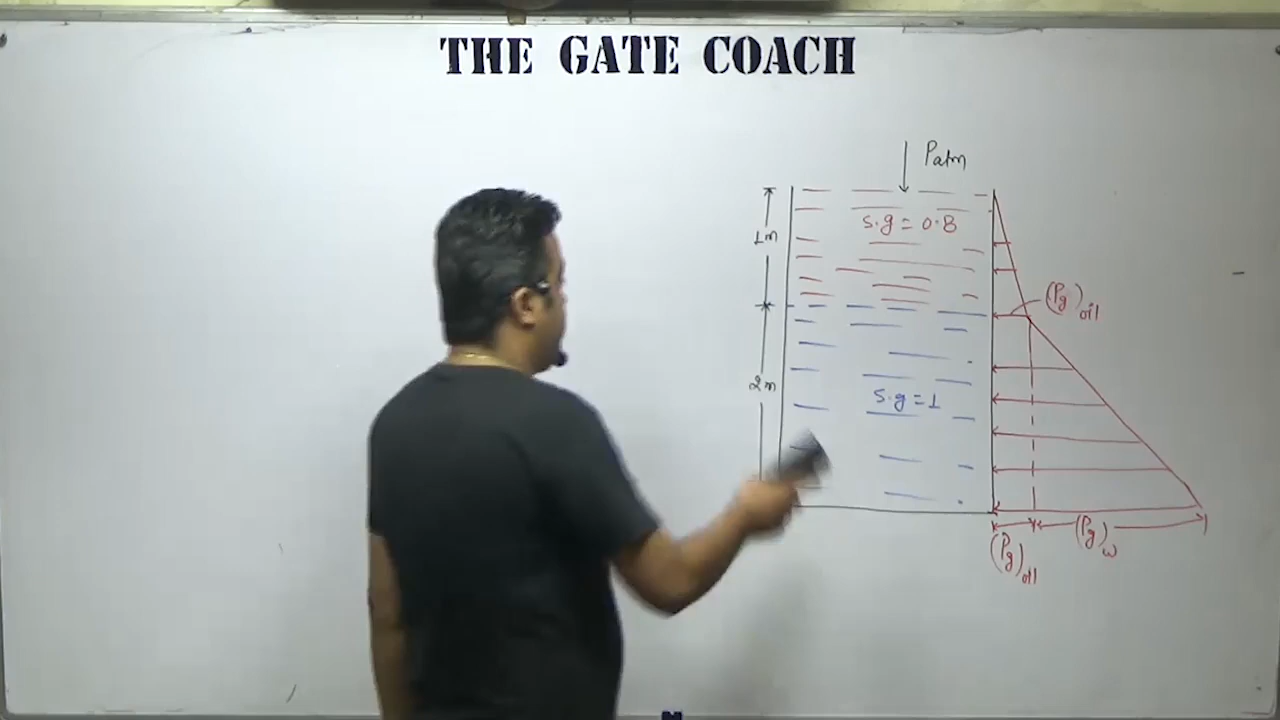 THE GATE COACH
Patm
S.g = 0.8
1m
(Pg)oil
2m
S.g = 1
(Pg)oil
(Pg)w